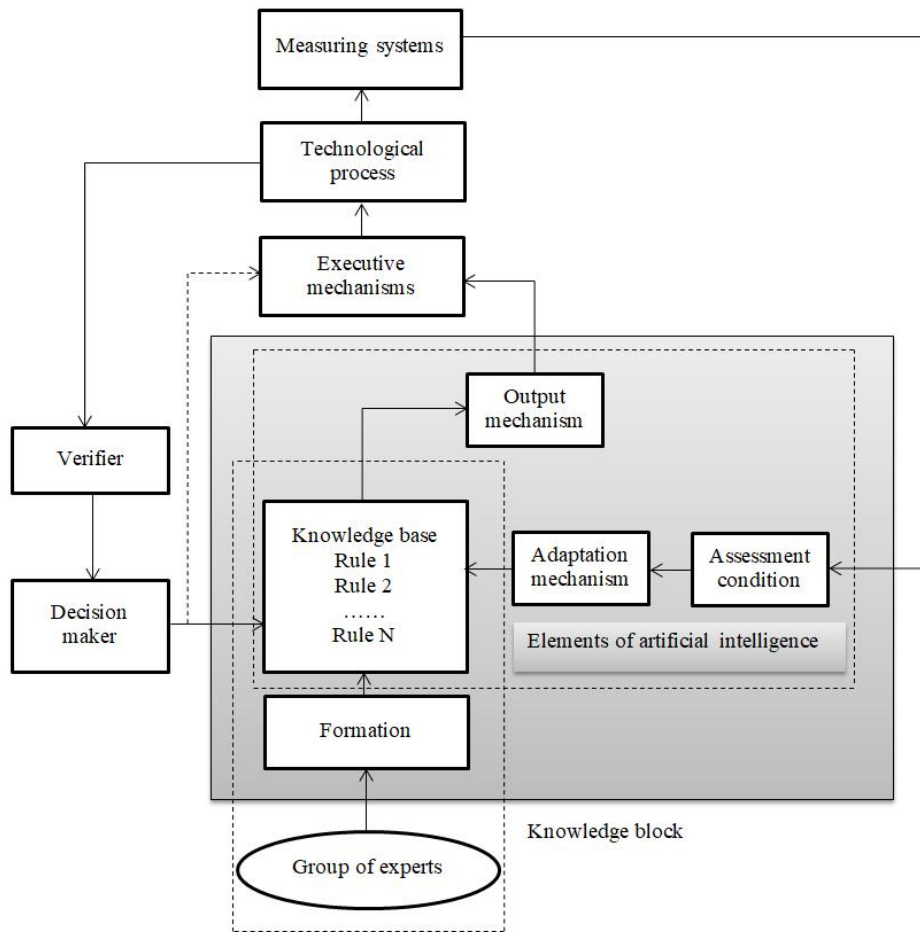 Measuring systems
Technological
process
Executive
mechanisms
Output
mechanism
Verifier
Knowledge base
Rule 1
Rule 2
……
Rule N
Adaptation
mechanism
Assessment
condition
Decision
maker
Elements of artificial intelligence
Formation
Knowledge block
Group of experts